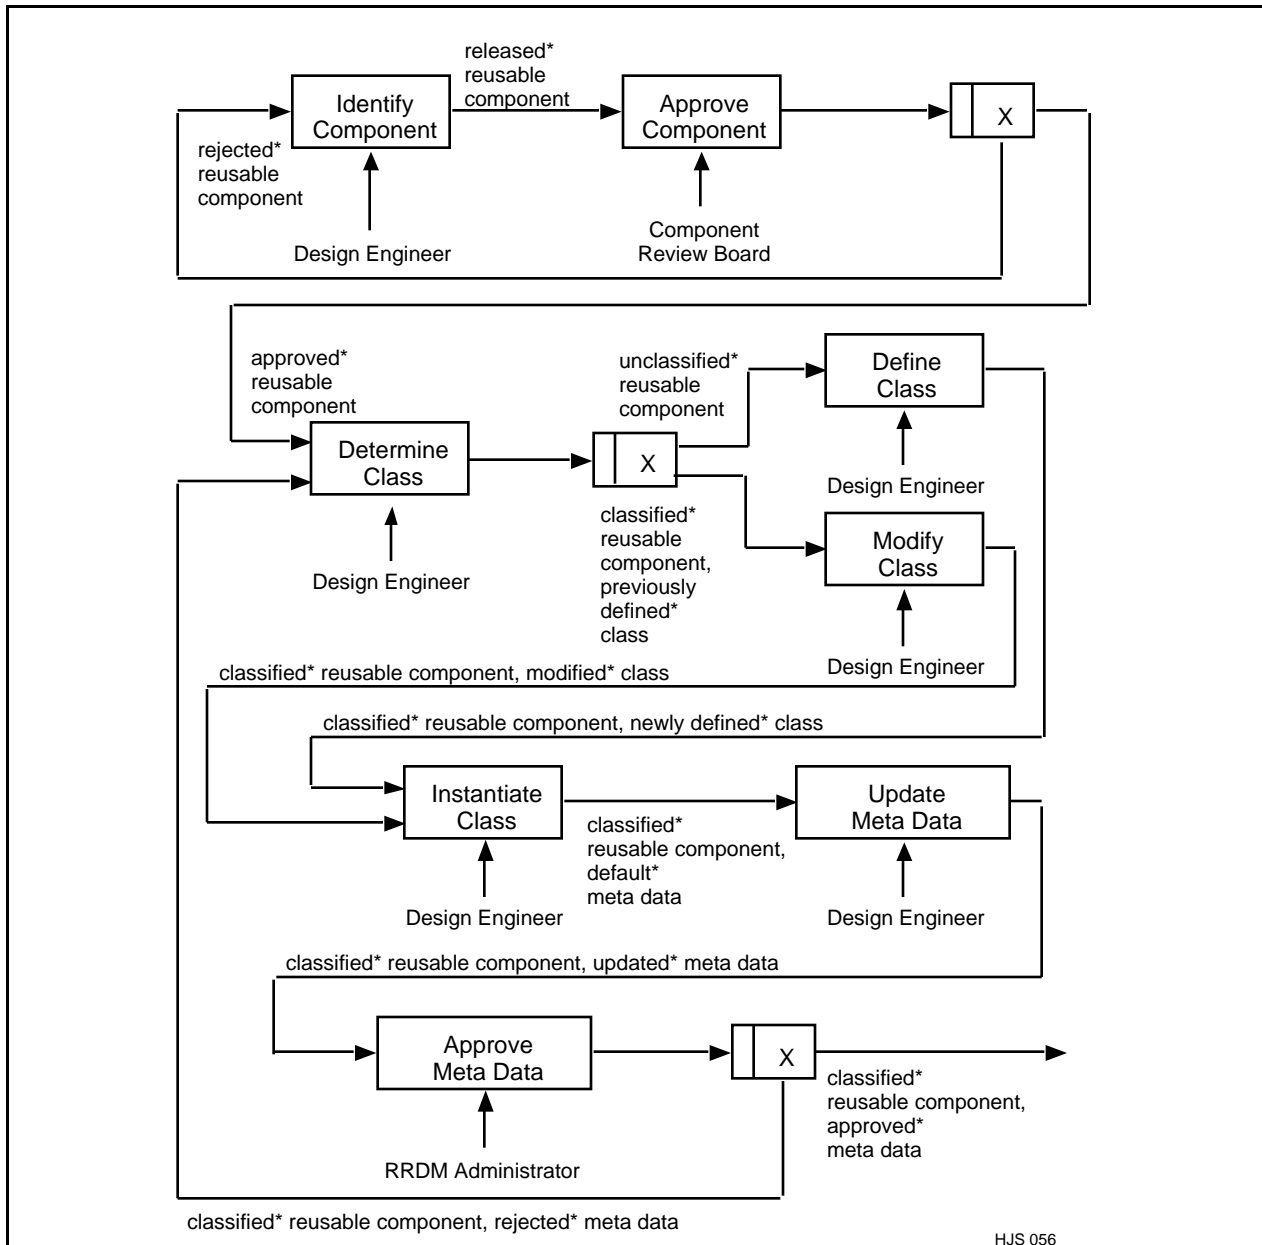 released*
reusable
component
Identify
Component
Approve
Component
X
rejected*
reusable
component
Design Engineer
Component
Review Board
approved*
reusable
component
unclassified*
reusable
component
Define
Class
Determine
Class
X
Design Engineer
classified*
reusable
component,
previously
defined*
class
Modify
Class
Design Engineer
Design Engineer
classified* reusable component, modified* class
classified* reusable component, newly defined* class
Instantiate
Class
Update
Meta Data
classified*
reusable component,
default*
meta data
Design Engineer
Design Engineer
classified* reusable component, updated* meta data
Approve
Meta Data
X
classified*
reusable component,
approved*
meta data
RRDM Administrator
classified* reusable component, rejected* meta data
HJS 056